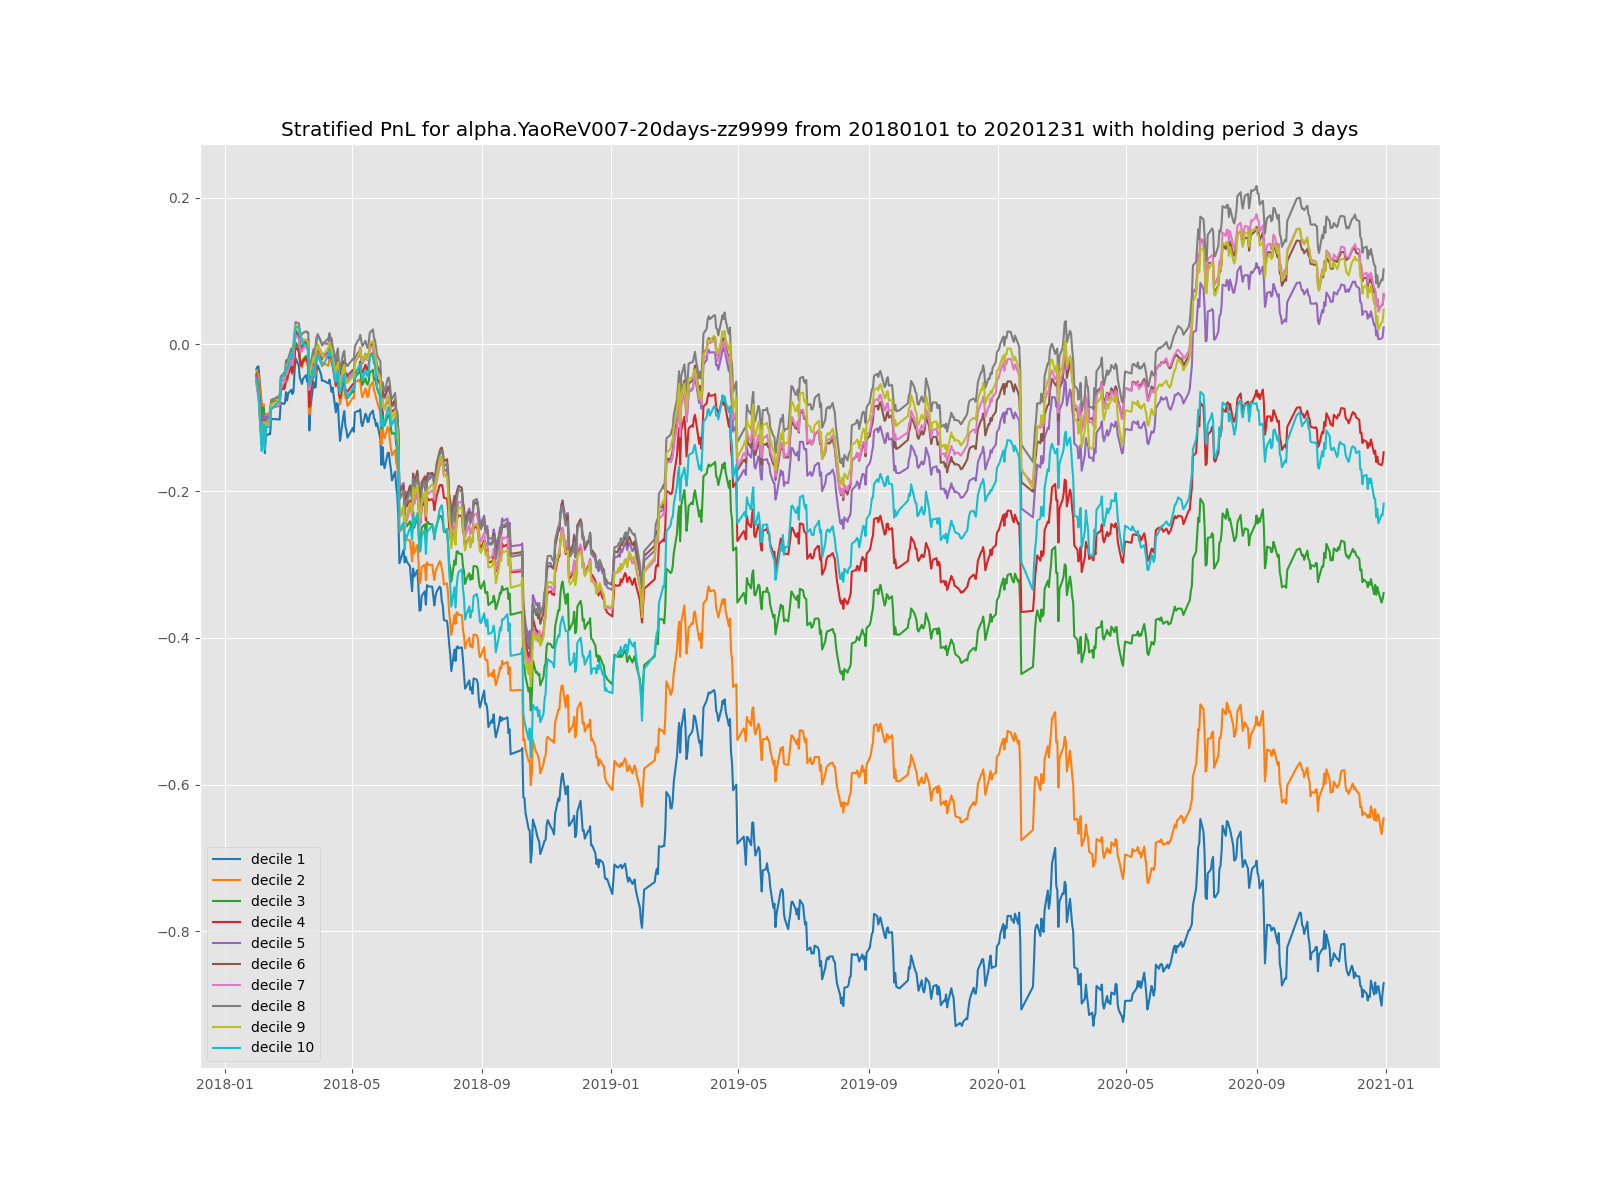 Stratified PnL for alpha.YaoReV007-20days-zz9999 from 20180101 to 20201231 with holding period 3 days
0.2
0.0
−0.2
−0.4
−0.6
−0.8
decile 1
decile 2
decile 3
decile 4
decile 5
decile 6
decile 7
decile 8
decile 9
decile 10
2018-01 2018-05 2018-09 2019-01 2019-05 2019-09 2020-01 2020-05 2020-09 2021-01